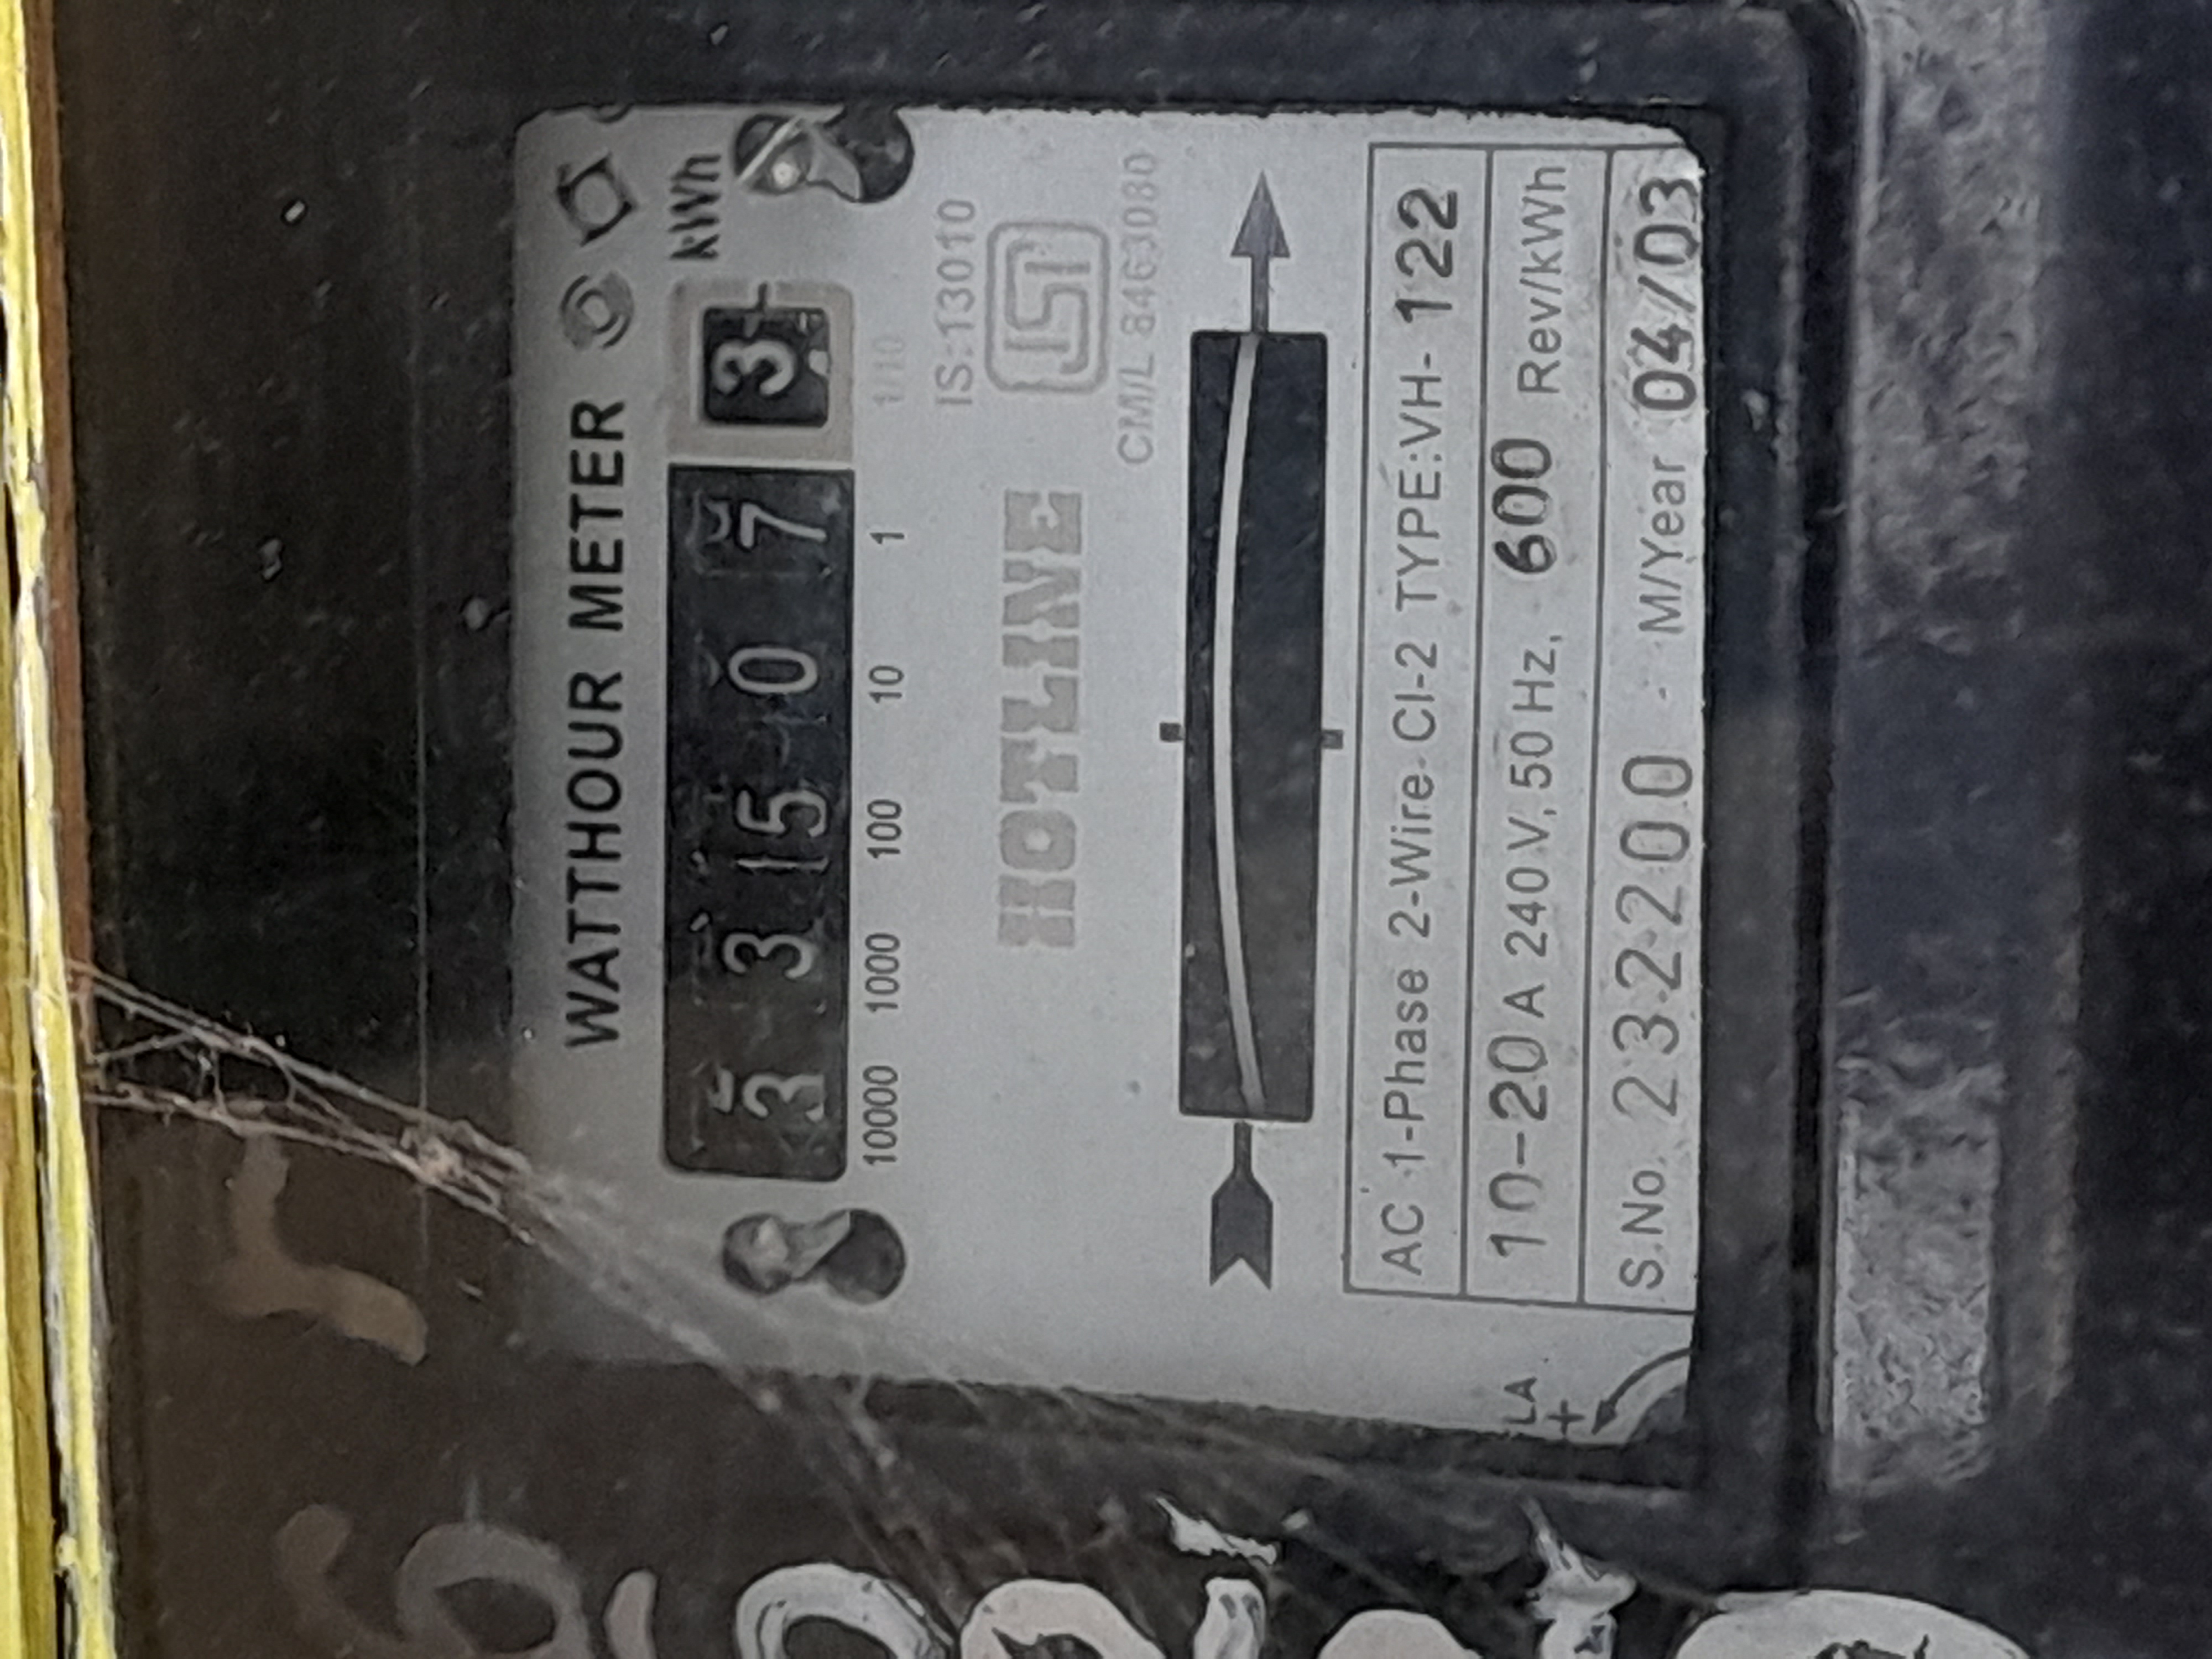 WATTHOUR METER
kWh
3 3 5 0 7 3
10000 1000 100 10 1 1/10
IS:13010
HOTLINE
ISI
CM/L 8463080
AC 1-Phase 2-Wire Cl-2 TYPE:VH- 122
10-20 A 240 V, 50 Hz, 600 Rev/kWh
S.No. 232200 M/Year 04/03
LA
+